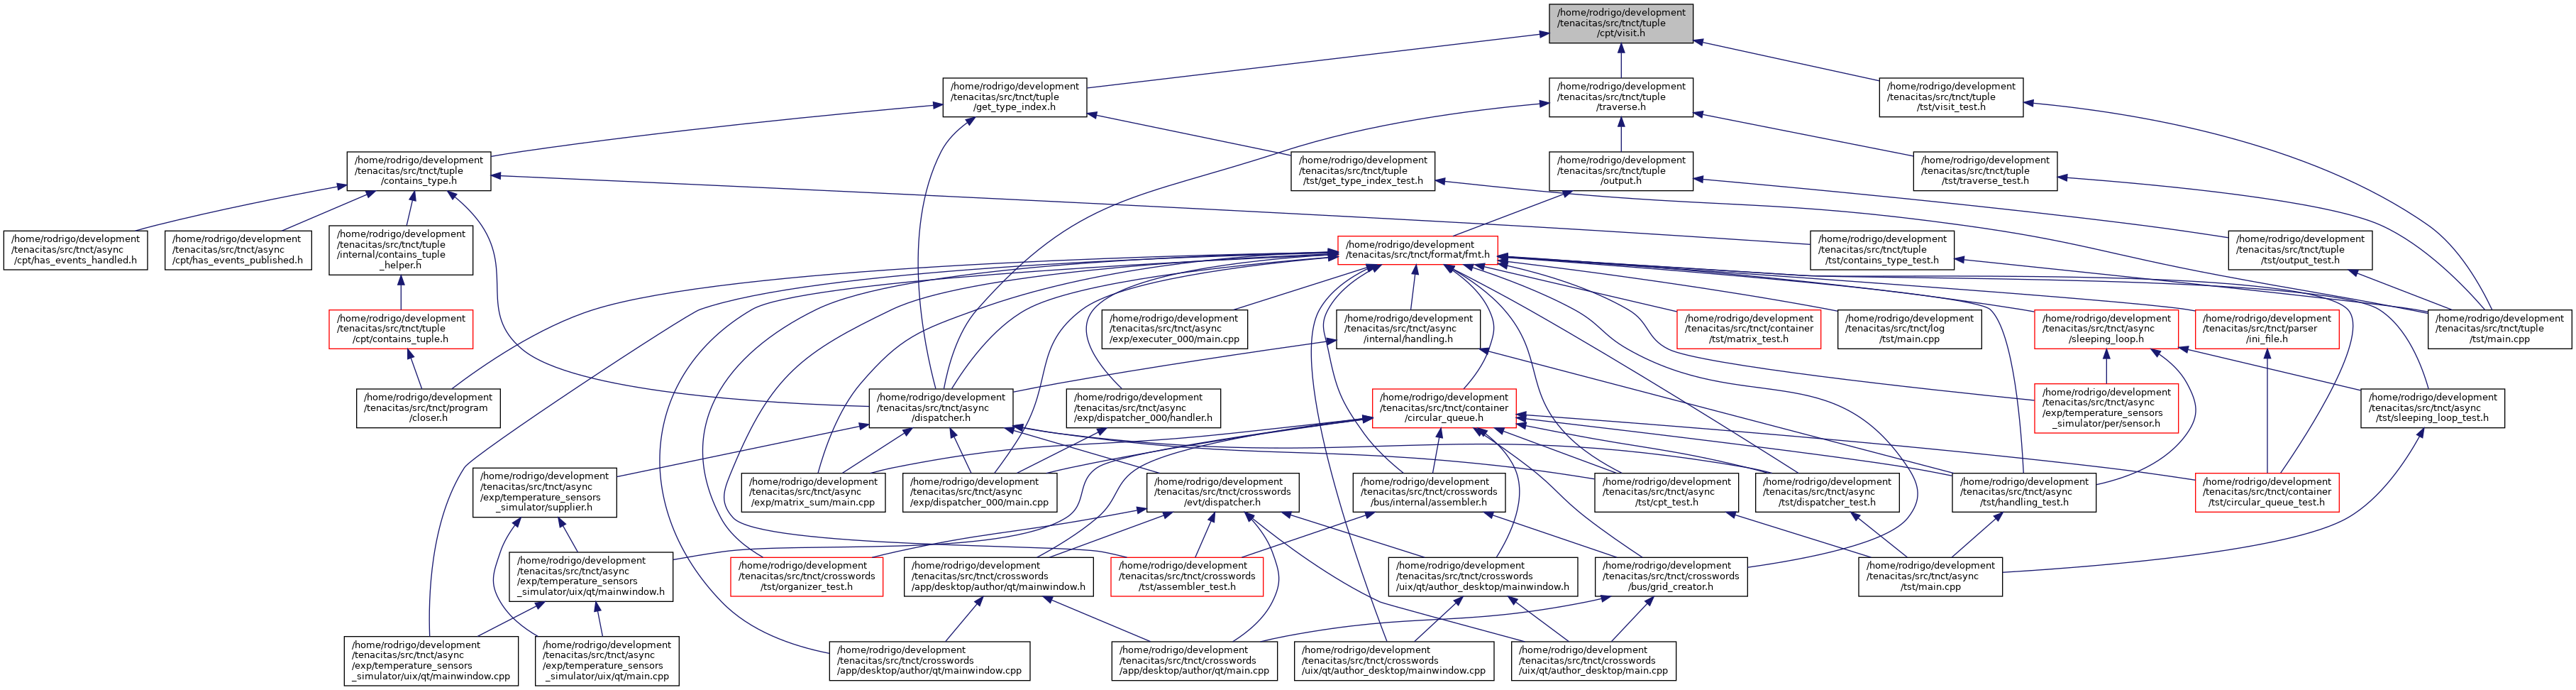 /home/rodrigo/development
/tenacitas/src/tnct/tuple
/cpt/visit.h
/home/rodrigo/development
/tenacitas/src/tnct/tuple
/get_type_index.h
/home/rodrigo/development
/tenacitas/src/tnct/tuple
/traverse.h
/home/rodrigo/development
/tenacitas/src/tnct/tuple
/tst/visit_test.h
/home/rodrigo/development
/tenacitas/src/tnct/tuple
/contains_type.h
/home/rodrigo/development
/tenacitas/src/tnct/tuple
/tst/get_type_index_test.h
/home/rodrigo/development
/tenacitas/src/tnct/tuple
/output.h
/home/rodrigo/development
/tenacitas/src/tnct/tuple
/tst/traverse_test.h
/home/rodrigo/development
/tenacitas/src/tnct/async
/cpt/has_events_handled.h
/home/rodrigo/development
/tenacitas/src/tnct/async
/cpt/has_events_published.h
/home/rodrigo/development
/tenacitas/src/tnct/tuple
/internal/contains_tuple
_helper.h
/home/rodrigo/development
/tenacitas/src/tnct/format/fmt.h
/home/rodrigo/development
/tenacitas/src/tnct/tuple
/tst/contains_type_test.h
/home/rodrigo/development
/tenacitas/src/tnct/tuple
/tst/output_test.h
/home/rodrigo/development
/tenacitas/src/tnct/tuple
/cpt/contains_tuple.h
/home/rodrigo/development
/tenacitas/src/tnct/async
/exp/executer_000/main.cpp
/home/rodrigo/development
/tenacitas/src/tnct/async
/internal/handling.h
/home/rodrigo/development
/tenacitas/src/tnct/container
/tst/matrix_test.h
/home/rodrigo/development
/tenacitas/src/tnct/log
/tst/main.cpp
/home/rodrigo/development
/tenacitas/src/tnct/async
/sleeping_loop.h
/home/rodrigo/development
/tenacitas/src/tnct/parser
/ini_file.h
/home/rodrigo/development
/tenacitas/src/tnct/tuple
/tst/main.cpp
/home/rodrigo/development
/tenacitas/src/tnct/program
/closer.h
/home/rodrigo/development
/tenacitas/src/tnct/async
/dispatcher.h
/home/rodrigo/development
/tenacitas/src/tnct/async
/exp/dispatcher_000/handler.h
/home/rodrigo/development
/tenacitas/src/tnct/container
/circular_queue.h
/home/rodrigo/development
/tenacitas/src/tnct/async
/exp/temperature_sensors
_simulator/per/sensor.h
/home/rodrigo/development
/tenacitas/src/tnct/async
/tst/sleeping_loop_test.h
/home/rodrigo/development
/tenacitas/src/tnct/async
/exp/temperature_sensors
_simulator/supplier.h
/home/rodrigo/development
/tenacitas/src/tnct/async
/exp/matrix_sum/main.cpp
/home/rodrigo/development
/tenacitas/src/tnct/async
/exp/dispatcher_000/main.cpp
/home/rodrigo/development
/tenacitas/src/tnct/crosswords
/evt/dispatcher.h
/home/rodrigo/development
/tenacitas/src/tnct/crosswords
/bus/internal/assembler.h
/home/rodrigo/development
/tenacitas/src/tnct/async
/tst/cpt_test.h
/home/rodrigo/development
/tenacitas/src/tnct/async
/tst/dispatcher_test.h
/home/rodrigo/development
/tenacitas/src/tnct/async
/tst/handling_test.h
/home/rodrigo/development
/tenacitas/src/tnct/container
/tst/circular_queue_test.h
/home/rodrigo/development
/tenacitas/src/tnct/async
/exp/temperature_sensors
_simulator/uix/qt/mainwindow.h
/home/rodrigo/development
/tenacitas/src/tnct/crosswords
/tst/organizer_test.h
/home/rodrigo/development
/tenacitas/src/tnct/crosswords
/app/desktop/author/qt/mainwindow.h
/home/rodrigo/development
/tenacitas/src/tnct/crosswords
/tst/assembler_test.h
/home/rodrigo/development
/tenacitas/src/tnct/crosswords
/uix/qt/author_desktop/mainwindow.h
/home/rodrigo/development
/tenacitas/src/tnct/crosswords
/bus/grid_creator.h
/home/rodrigo/development
/tenacitas/src/tnct/async
/tst/main.cpp
/home/rodrigo/development
/tenacitas/src/tnct/async
/exp/temperature_sensors
_simulator/uix/qt/mainwindow.cpp
/home/rodrigo/development
/tenacitas/src/tnct/async
/exp/temperature_sensors
_simulator/uix/qt/main.cpp
/home/rodrigo/development
/tenacitas/src/tnct/crosswords
/app/desktop/author/qt/mainwindow.cpp
/home/rodrigo/development
/tenacitas/src/tnct/crosswords
/app/desktop/author/qt/main.cpp
/home/rodrigo/development
/tenacitas/src/tnct/crosswords
/uix/qt/author_desktop/mainwindow.cpp
/home/rodrigo/development
/tenacitas/src/tnct/crosswords
/uix/qt/author_desktop/main.cpp